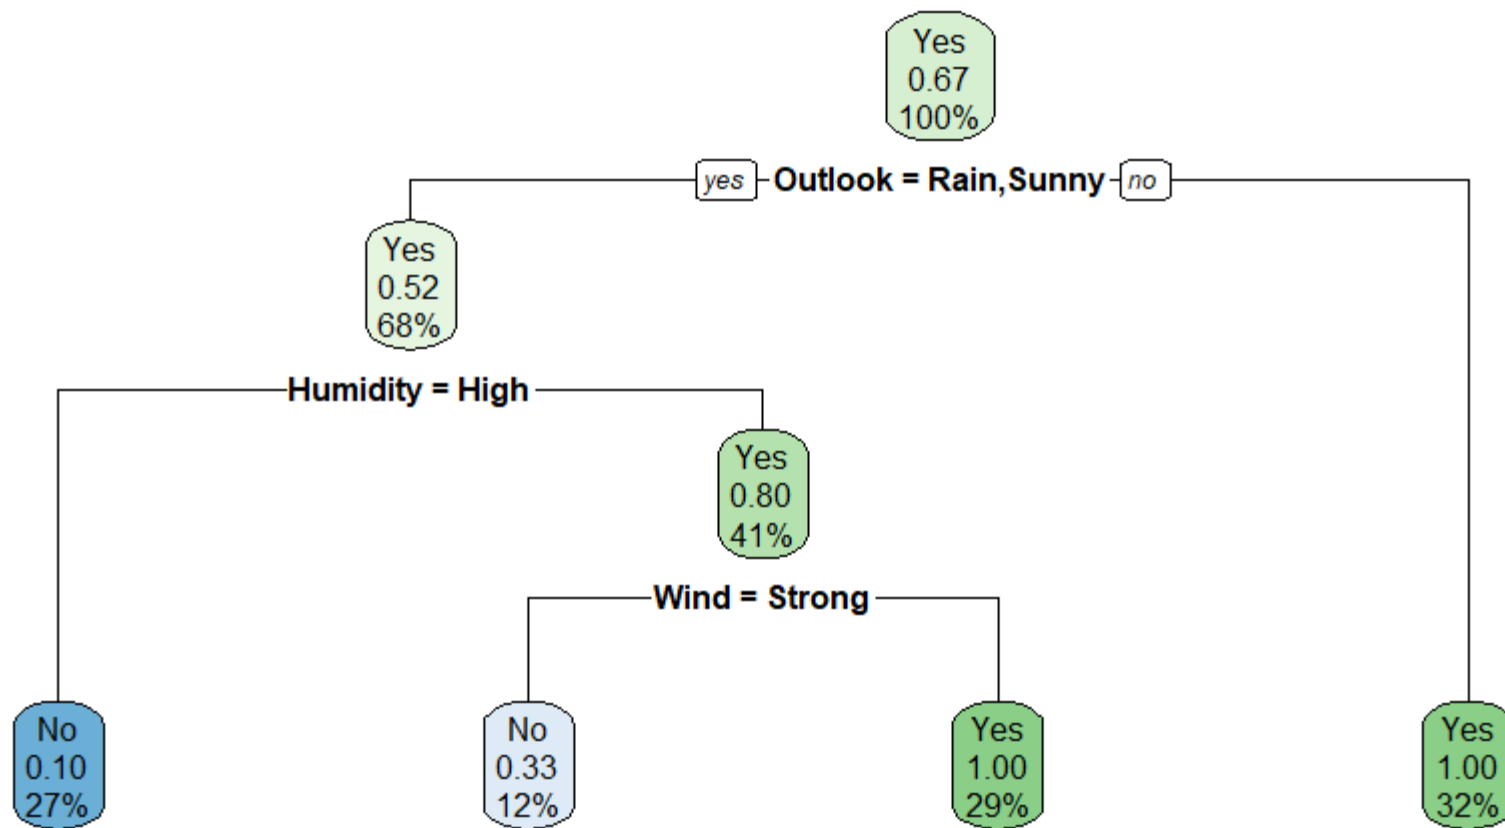 Yes
0.67
100%
yes Outlook = Rain,Sunny no
Yes
0.52
68%
Humidity = High
Yes
0.80
41%
Wind = Strong
No
0.10
27%
No
0.33
12%
Yes
1.00
29%
Yes
1.00
32%